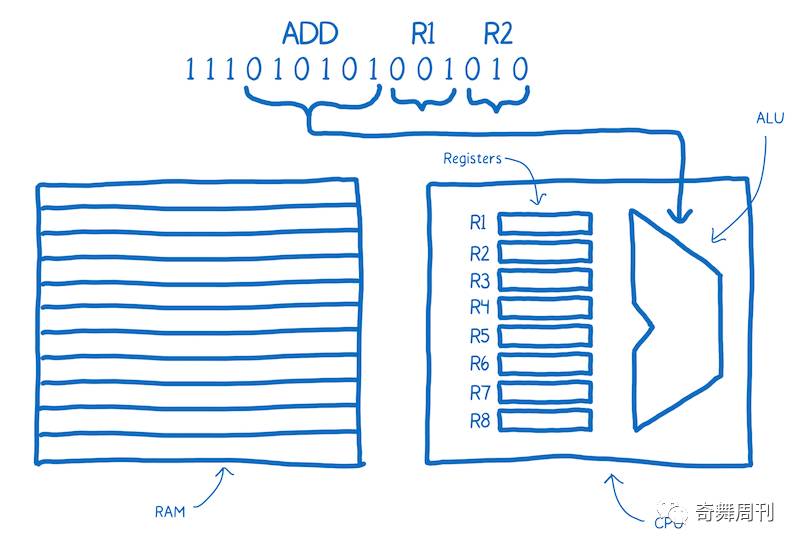 ADD R1 R2
11101010101001010
Registers
ALU
R1
R2
R3
R4
R5
R6
R7
R8
RAM
CPU
奇舞周刊